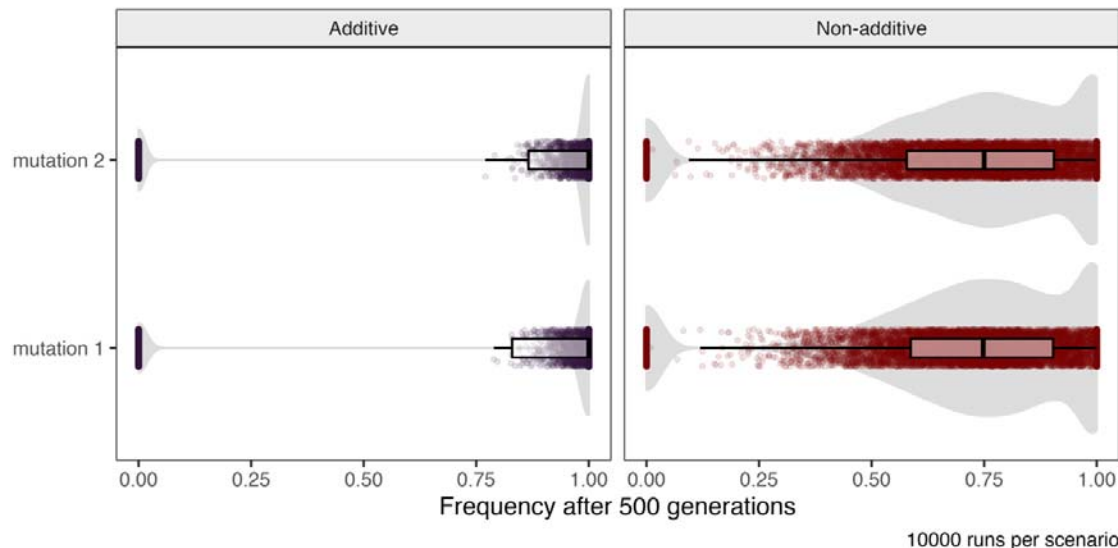 Additive
Non-additive
mutation 2
mutation 1
0.00 0.25 0.50 0.75 1.00 0.00 0.25 0.50 0.75 1.00
Frequency after 500 generations
10000 runs per scenario